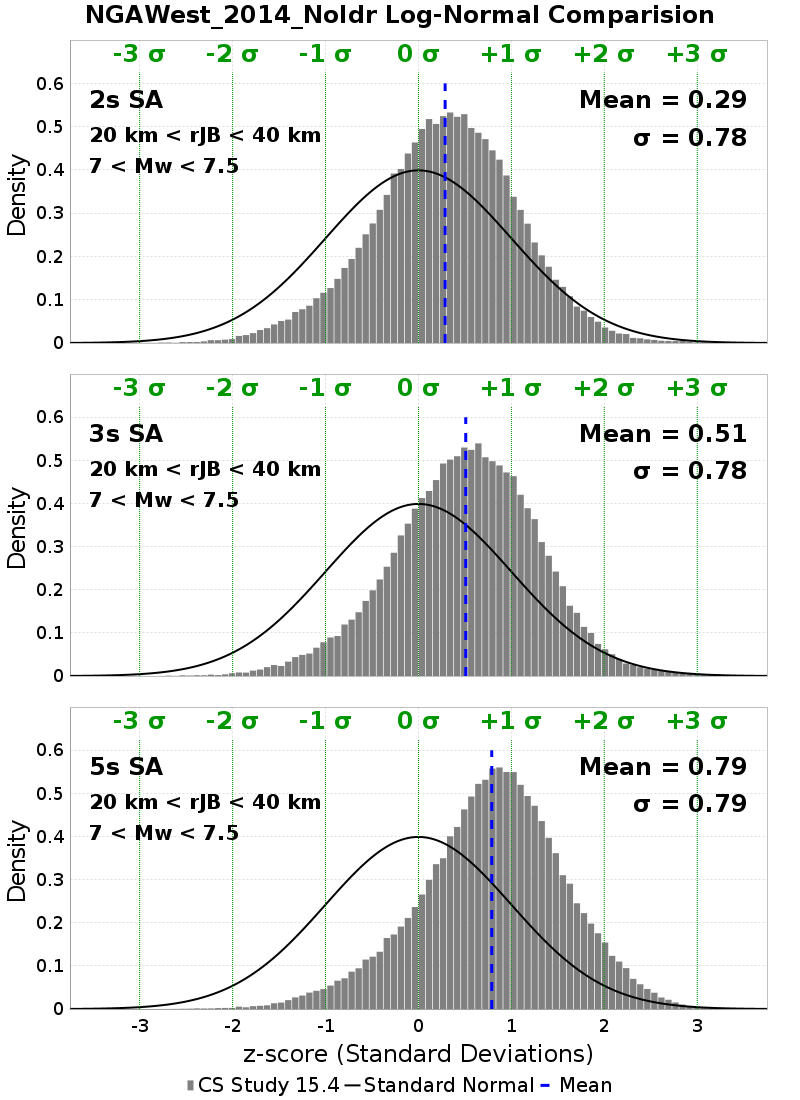 NGAWest_2014_NoIdr Log-Normal Comparision
-3 σ -2 σ -1 σ 0 σ +1 σ +2 σ +3 σ
0.6
2s SA Mean = 0.29
0.5
20 km < rJB < 40 km σ = 0.78
0.4
7 < Mw < 7.5
Density
0.3
0.2
0.1
0
-3 σ -2 σ -1 σ 0 σ +1 σ +2 σ +3 σ
0.6
3s SA Mean = 0.51
0.5
20 km < rJB < 40 km σ = 0.78
0.4
7 < Mw < 7.5
Density
0.3
0.2
0.1
0
-3 σ -2 σ -1 σ 0 σ +1 σ +2 σ +3 σ
0.6
5s SA Mean = 0.79
0.5
20 km < rJB < 40 km σ = 0.79
0.4
7 < Mw < 7.5
Density
0.3
0.2
0.1
0
-3 -2 -1 0 1 2 3
z-score (Standard Deviations)
CS Study 15.4 Standard Normal Mean